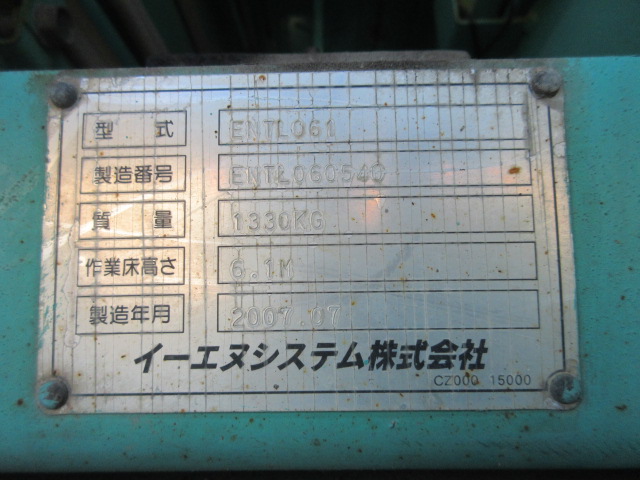 型式 ENTL061
製造番号 ENTL060540
質量 1330KG
作業床高さ 6.1M
製造年月 2007.07
イーエヌシステム株式会社
CZ000 15000